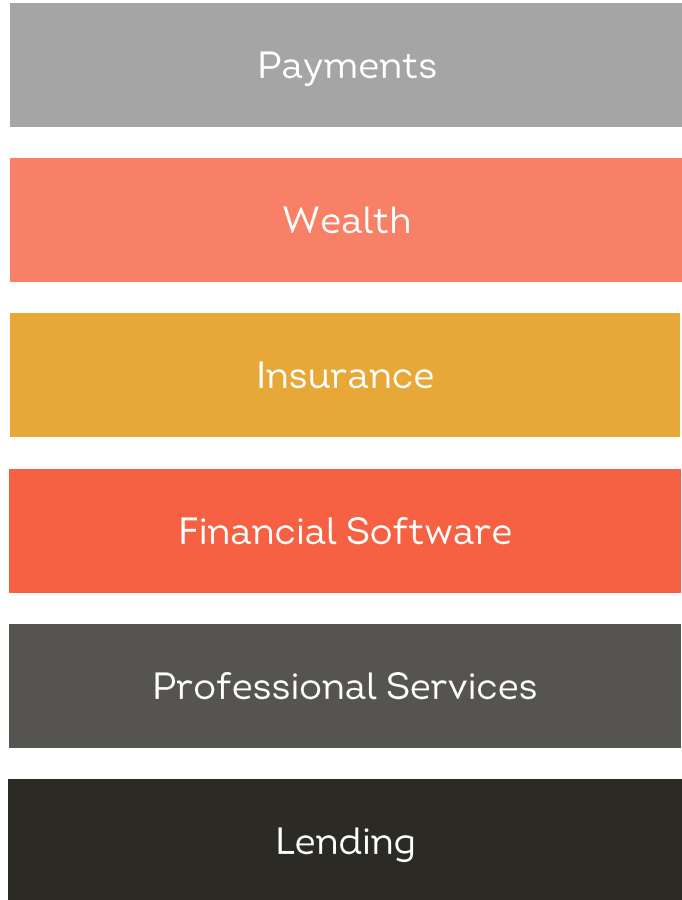 Payments
Wealth
Insurance
Financial Software
Professional Services
Lending